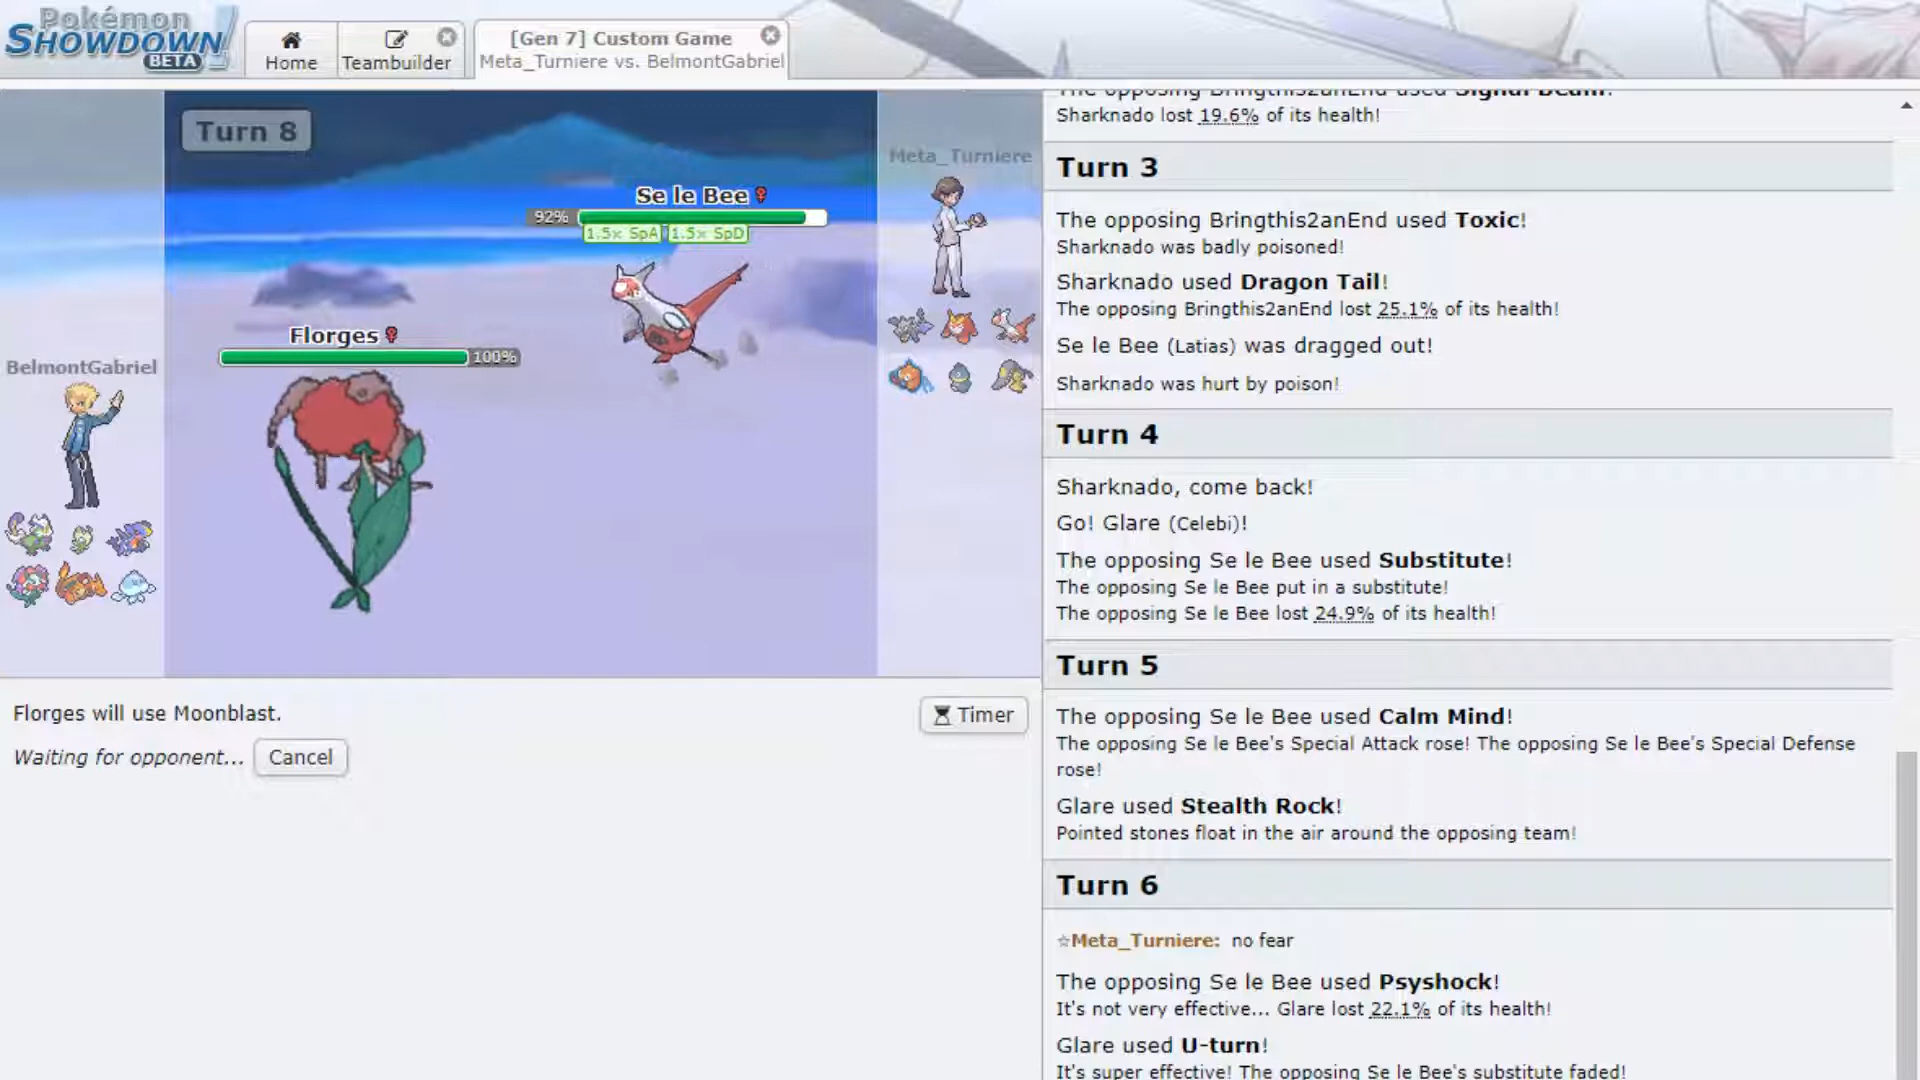 Pokémon
SHOWDOWN!
BETA
Home
Teambuilder
[Gen 7] Custom Game
Meta_Turniere vs. BelmontGabriel
Turn 8
Meta_Turniere
Se le Bee ♀
92%
1.5× SpA 1.5× SpD
Florges ♀
100%
BelmontGabriel
Florges will use Moonblast.
Timer
Waiting for opponent...
Cancel
The opposing Bringthis2anEnd used Signal Beam!
Sharknado lost 19.6% of its health!
Turn 3
The opposing Bringthis2anEnd used Toxic!
Sharknado was badly poisoned!
Sharknado used Dragon Tail!
The opposing Bringthis2anEnd lost 25.1% of its health!
Se le Bee (Latias) was dragged out!
Sharknado was hurt by poison!
Turn 4
Sharknado, come back!
Go! Glare (Celebi)!
The opposing Se le Bee used Substitute!
The opposing Se le Bee put in a substitute!
The opposing Se le Bee lost 24.9% of its health!
Turn 5
The opposing Se le Bee used Calm Mind!
The opposing Se le Bee's Special Attack rose! The opposing Se le Bee's Special Defense
rose!
Glare used Stealth Rock!
Pointed stones float in the air around the opposing team!
Turn 6
☆Meta_Turniere: no fear
The opposing Se le Bee used Psyshock!
It's not very effective... Glare lost 22.1% of its health!
Glare used U-turn!
It's super effective! The opposing Se le Bee's substitute faded!